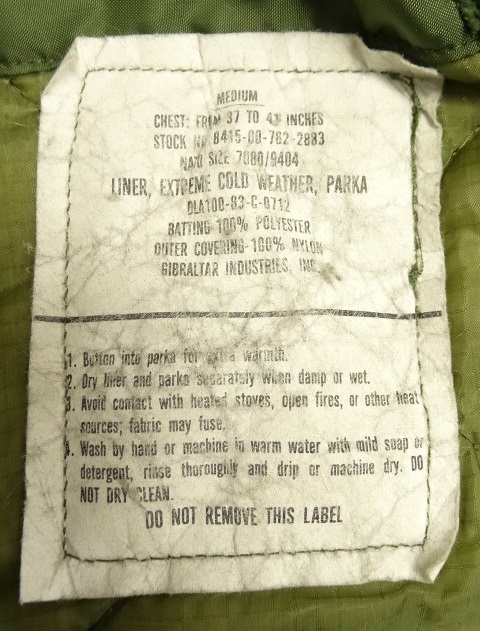 MEDIUM
CHEST: FROM 37 TO 41 INCHES
STOCK NO 8415-00-782-2883
NATO SIZE 7080/9404
LINER, EXTREME COLD WEATHER, PARKA
DLA100-83-C-0712
BATTING-100% POLYESTER
OUTER COVERING-100% NYLON
GIBRALTAR INDUSTRIES, INC.
1. Button into parka for extra warmth.
2. Dry liner and parka separately when damp or wet.
3. Avoid contact with heated stoves, open fires, or other heat
sources; fabric may fuse.
4. Wash by hand or machine in warm water with mild soap or
detergent, rinse thoroughly and drip or machine dry. DO
NOT DRY CLEAN.
DO NOT REMOVE THIS LABEL